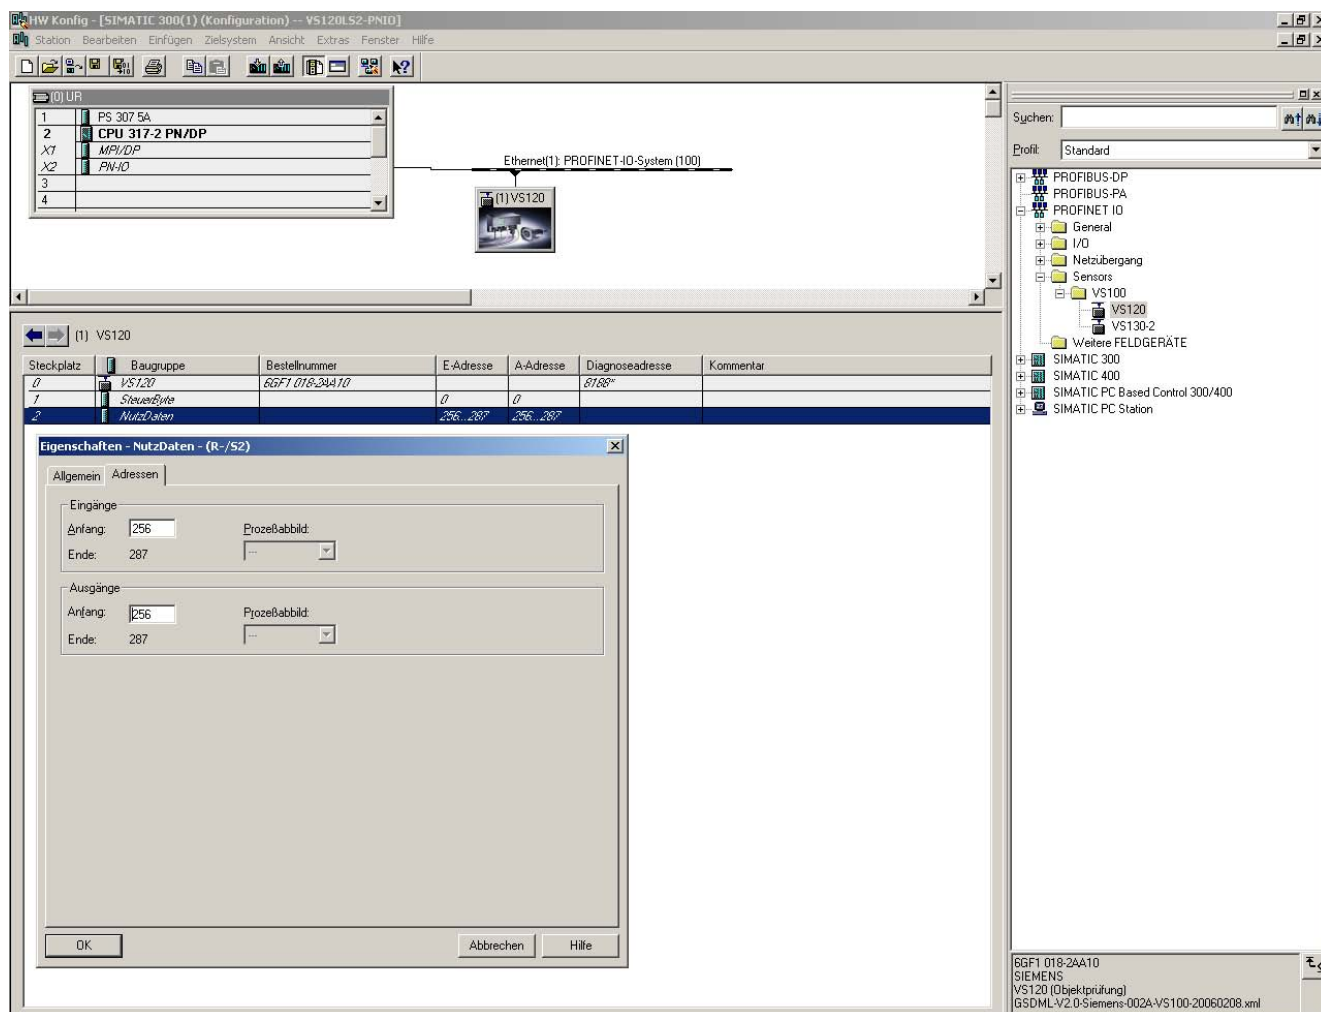 HW Konfig - [SIMATIC 300(1) (Konfiguration) -- VS120LS2-PNIO]
Station Bearbeiten Einfügen Zielsystem Ansicht Extras Fenster Hilfe
(0) UR
1 PS 307 5A
2 CPU 317-2 PN/DP
X1 MPI/DP
X2 PN-IO
3
4
Ethernet(1): PROFINET-IO-System (100)
(1) VS120
(1) VS120
Steckplatz Baugruppe Bestellnummer E-Adresse A-Adresse Diagnoseadresse Kommentar
0 VS120 6GF1 018-2AA10 8188*
1 SteuerByte 0 0
2 NutzDaten 256...287 256...287
Eigenschaften - NutzDaten - (R-/S2)
Allgemein Adressen
Eingänge
Anfang: 256 Prozeßabbild:
Ende: 287 ---
Ausgänge
Anfang: 256 Prozeßabbild:
Ende: 287 ---
OK Abbrechen Hilfe
Suchen:
Profil: Standard
PROFIBUS-DP
PROFIBUS-PA
PROFINET IO
General
I/O
Netzübergang
Sensors
VS100
VS120
VS130-2
Weitere FELDGERÄTE
SIMATIC 300
SIMATIC 400
SIMATIC PC Based Control 300/400
SIMATIC PC Station
6GF1 018-2AA10
SIEMENS
VS120 (Objektprüfung)
GSDML-V2.0-Siemens-002A-VS100-20060208.xml